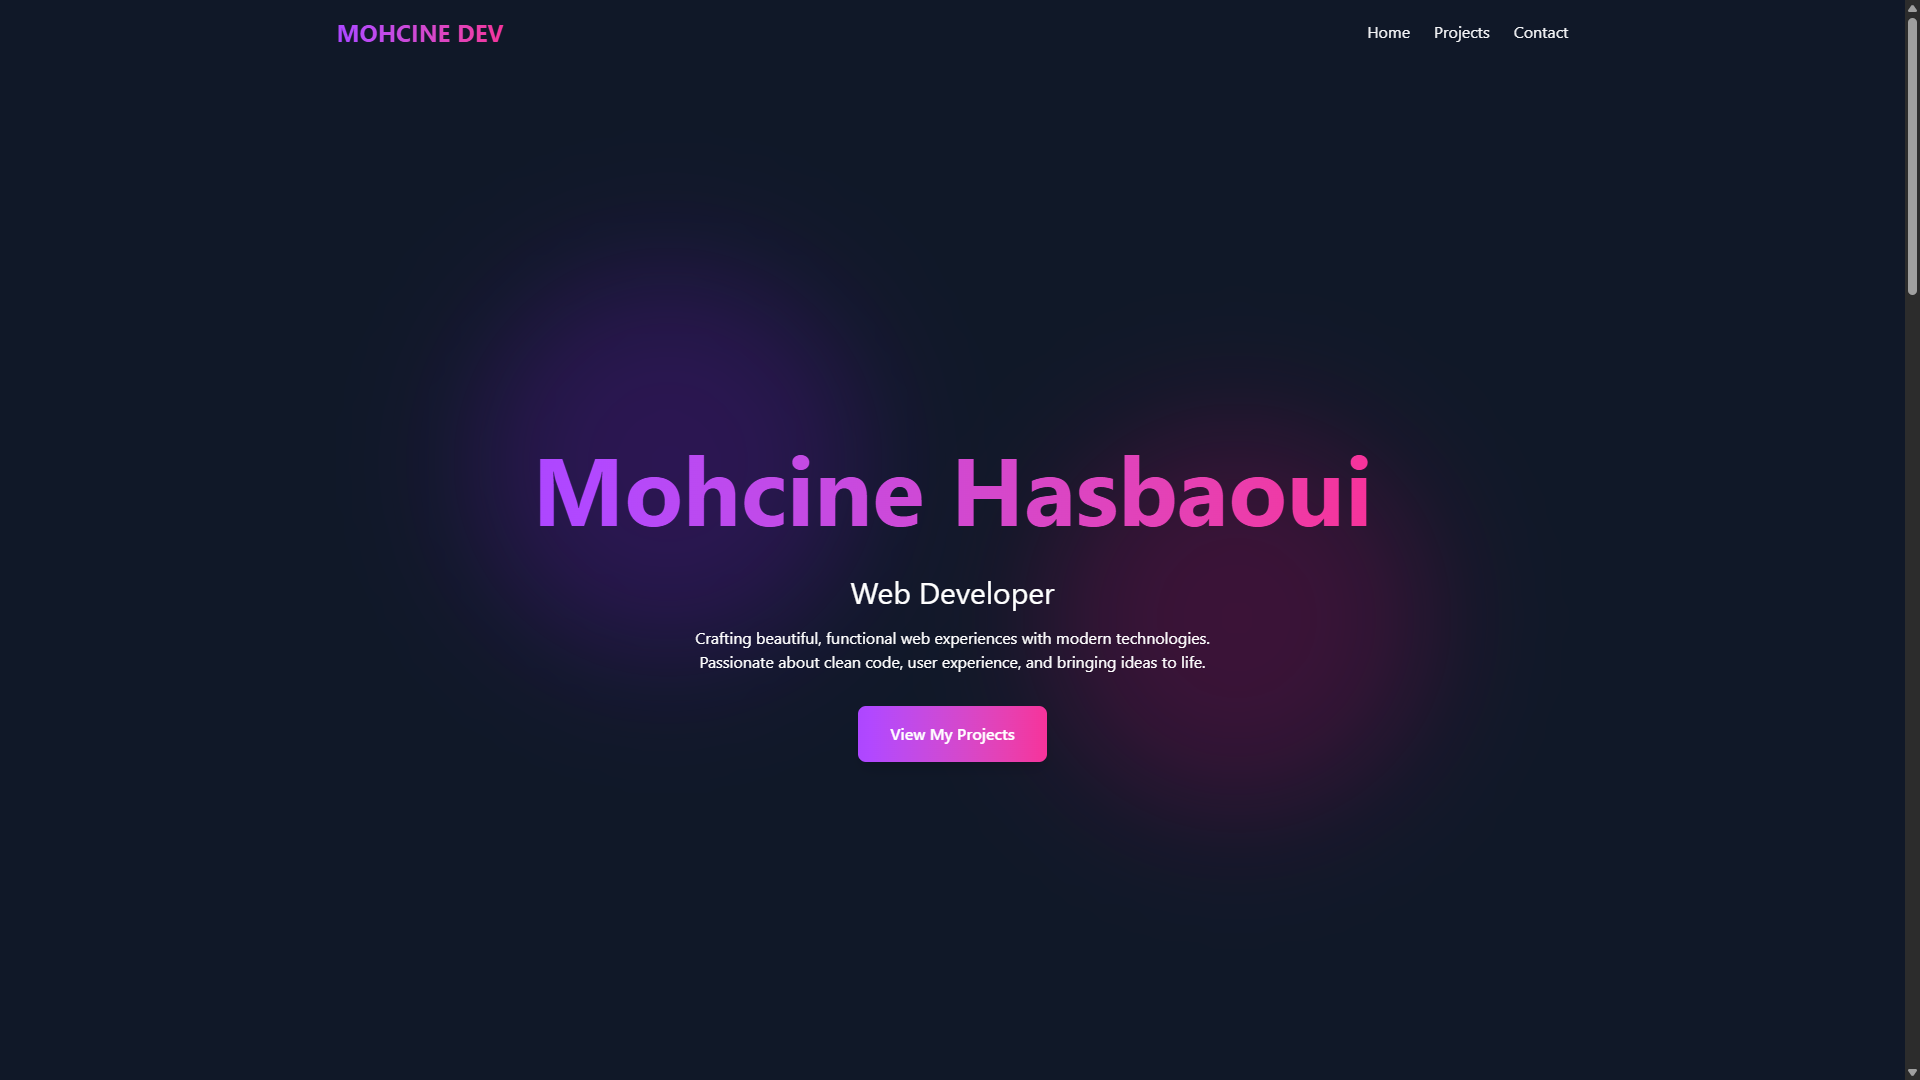 MOHCINE DEV
Home Projects Contact
Mohcine Hasbaoui
Web Developer
Crafting beautiful, functional web experiences with modern technologies.
Passionate about clean code, user experience, and bringing ideas to life.
View My Projects